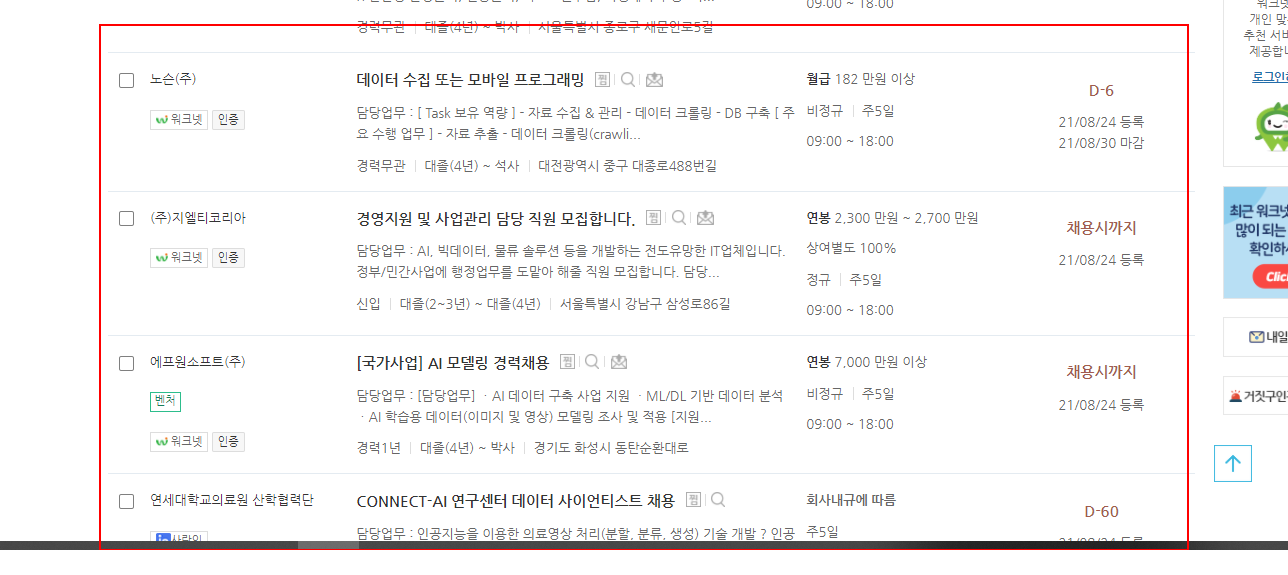 09:00 ~ 18:00
경력무관 | 대졸(4년) ~ 박사 | 서울특별시 종로구 새문안로5길
노슨(주)
워크넷 인증
데이터 수집 또는 모바일 프로그래밍 찜
담당업무 : [ Task 보유 역량 ] - 자료 수집 & 관리 - 데이터 크롤링 - DB 구축 [ 주
요 수행 업무 ] - 자료 추출 - 데이터 크롤링(crawli...
경력무관 | 대졸(4년) ~ 석사 | 대전광역시 중구 대종로488번길
월급 182 만원 이상
비정규 | 주5일
09:00 ~ 18:00
D-6
21/08/24 등록
21/08/30 마감
(주)지엘티코리아
워크넷 인증
경영지원 및 사업관리 담당 직원 모집합니다. 찜
담당업무 : AI, 빅데이터, 물류 솔루션 등을 개발하는 전도유망한 IT업체입니다.
정부/민간사업에 행정업무를 도맡아 해줄 직원 모집합니다. 담당...
신입 | 대졸(2~3년) ~ 대졸(4년) | 서울특별시 강남구 삼성로86길
연봉 2,300 만원 ~ 2,700 만원
상여별도 100%
정규 | 주5일
09:00 ~ 18:00
채용시까지
21/08/24 등록
에프원소프트(주)
벤처
워크넷 인증
[국가사업] AI 모델링 경력채용 찜
담당업무 : [담당업무] ㆍAI 데이터 구축 사업 지원 ㆍML/DL 기반 데이터 분석
ㆍAI 학습용 데이터(이미지 및 영상) 모델링 조사 및 적용 [지원...
경력1년 | 대졸(4년) ~ 박사 | 경기도 화성시 동탄순환대로
연봉 7,000 만원 이상
비정규 | 주5일
09:00 ~ 18:00
채용시까지
21/08/24 등록
연세대학교의료원 산학협력단
사람인
CONNECT-AI 연구센터 데이터 사이언티스트 채용 찜
담당업무 : 인공지능을 이용한 의료영상 처리(분할, 분류, 생성) 기술 개발 ? 인공
회사내규에 따름
주5일
D-60
21/08/24 등록
개인 맞
추천 서비
제공합니
로그인
최근 워크넷
많이 되는
확인하
Clic
내일
거짓구인